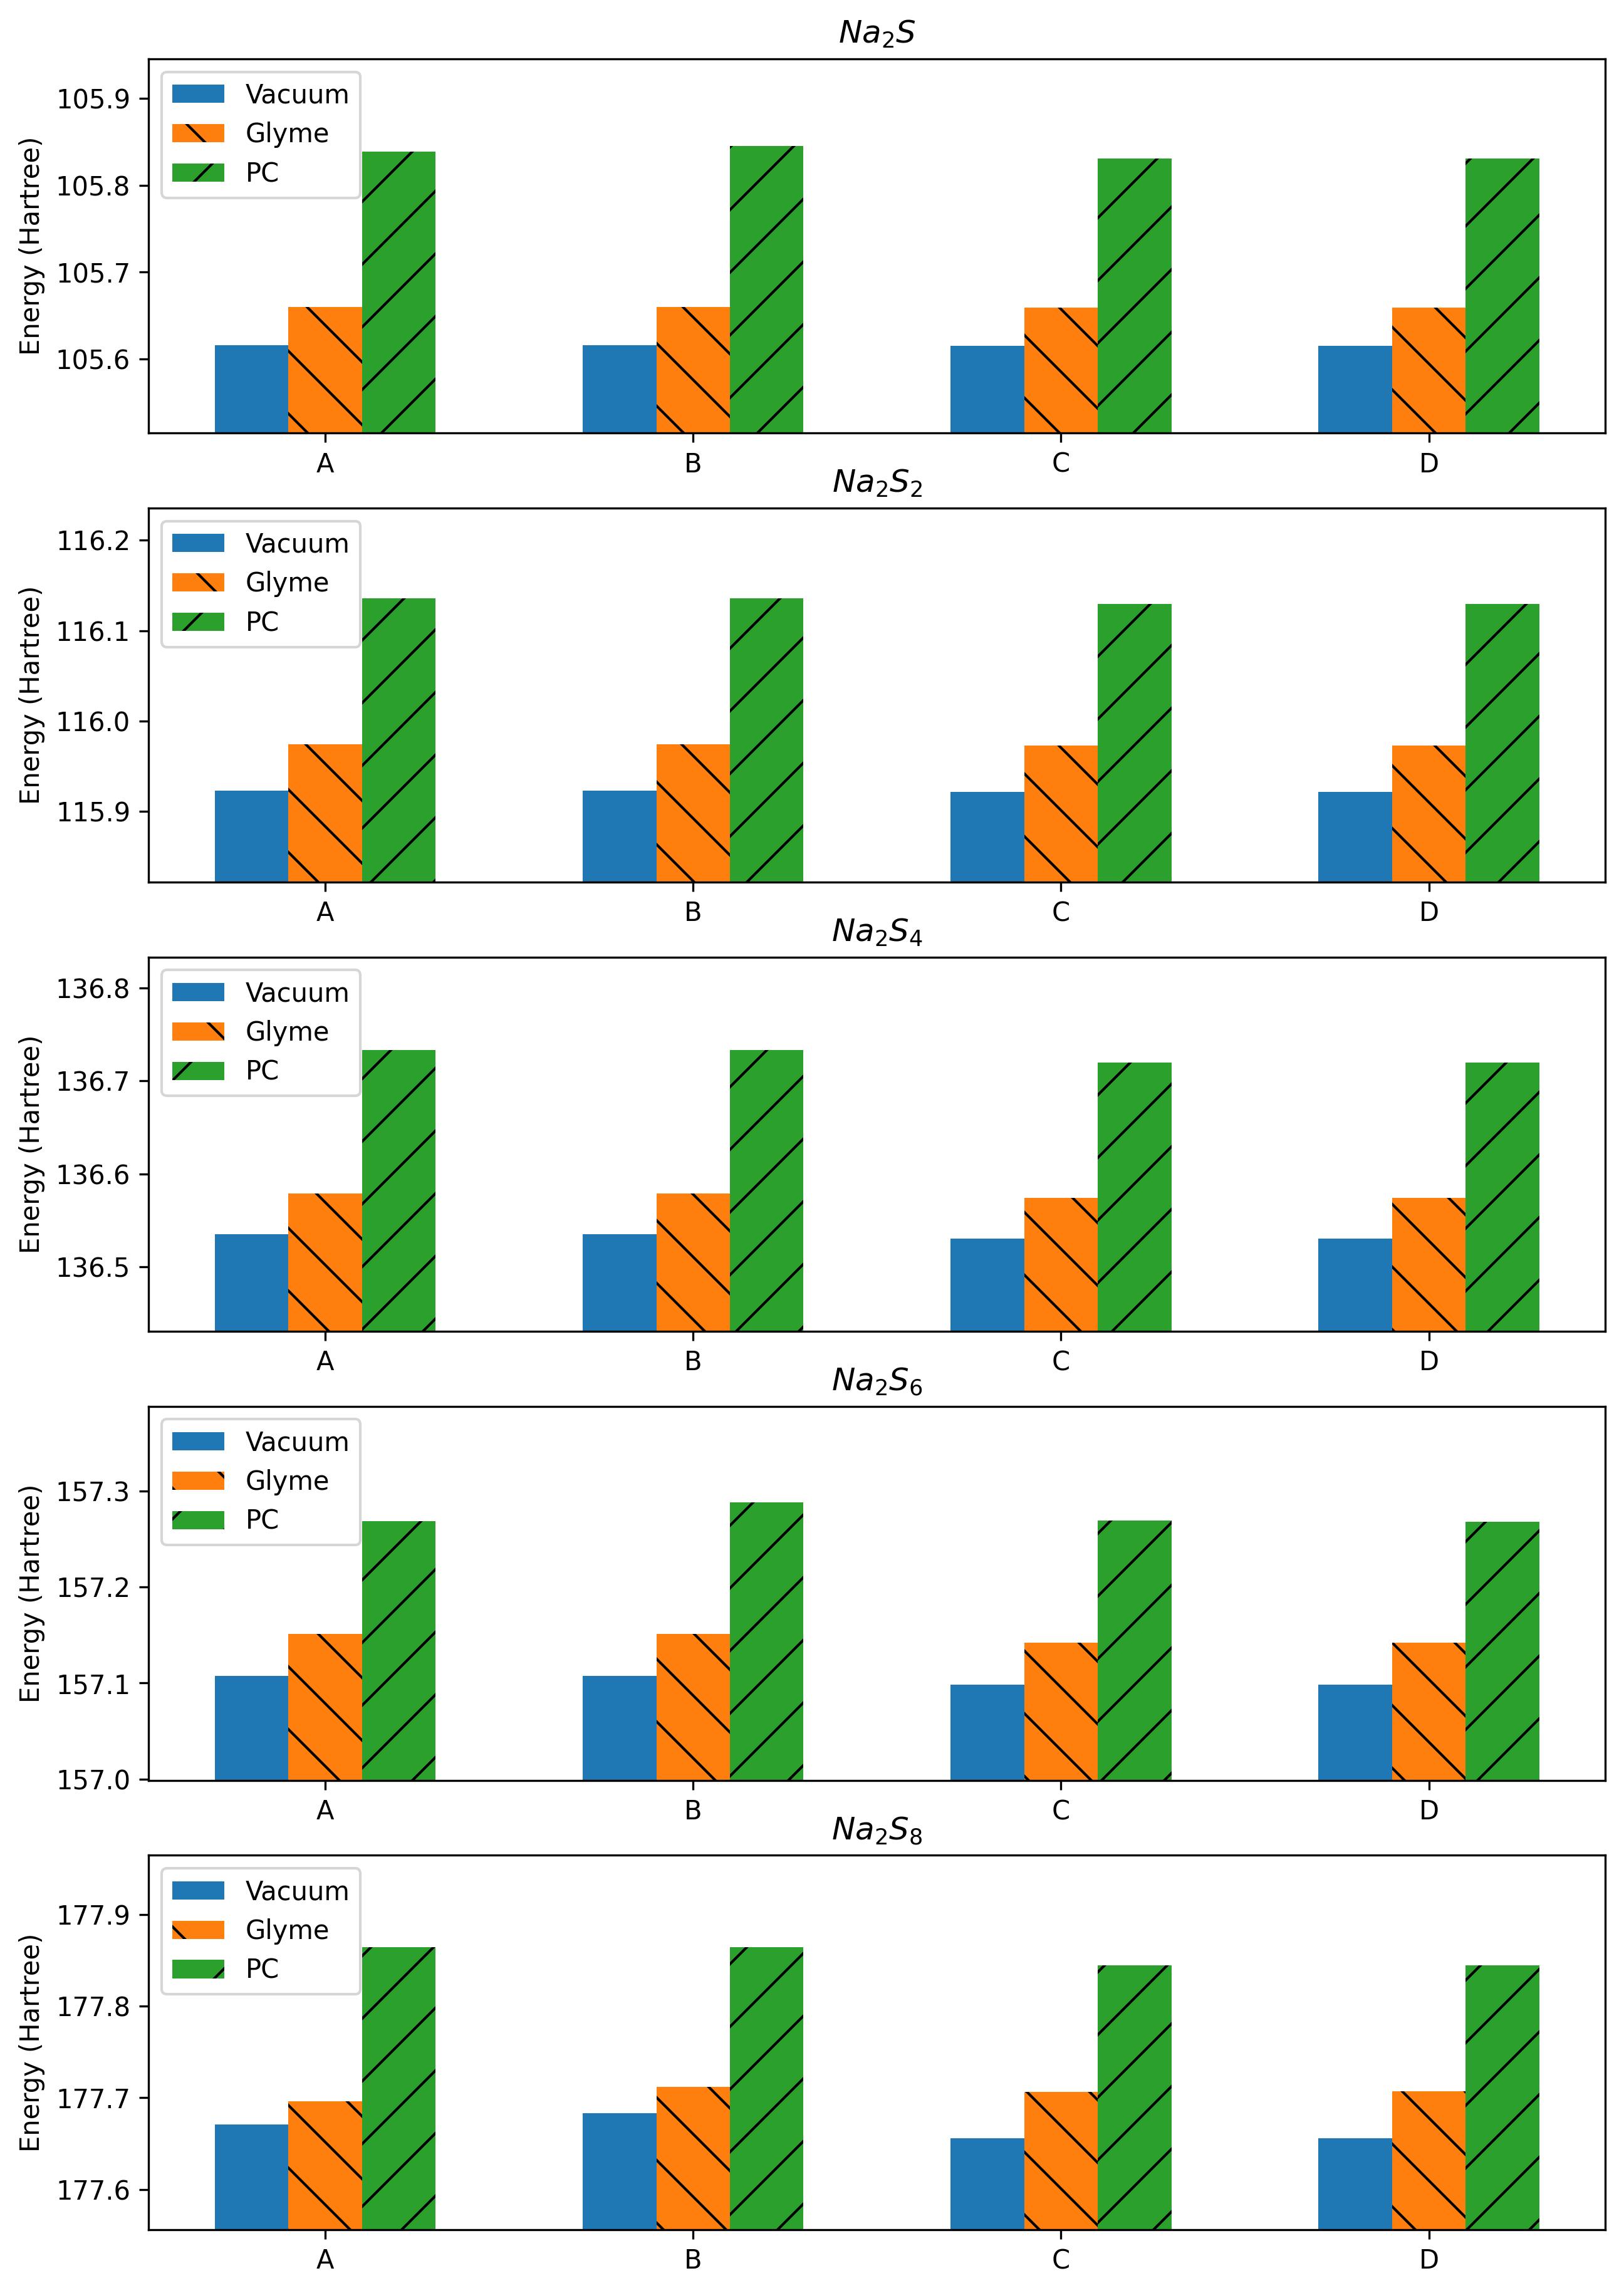 Na₂S
Energy (Hartree)
105.9
105.8
105.7
105.6
Vacuum
Glyme
PC
A B C D
Na₂S₂
Energy (Hartree)
116.2
116.1
116.0
115.9
Vacuum
Glyme
PC
A B C D
Na₂S₄
Energy (Hartree)
136.8
136.7
136.6
136.5
Vacuum
Glyme
PC
A B C D
Na₂S₆
Energy (Hartree)
157.3
157.2
157.1
157.0
Vacuum
Glyme
PC
A B C D
Na₂S₈
Energy (Hartree)
177.9
177.8
177.7
177.6
Vacuum
Glyme
PC
A B C D